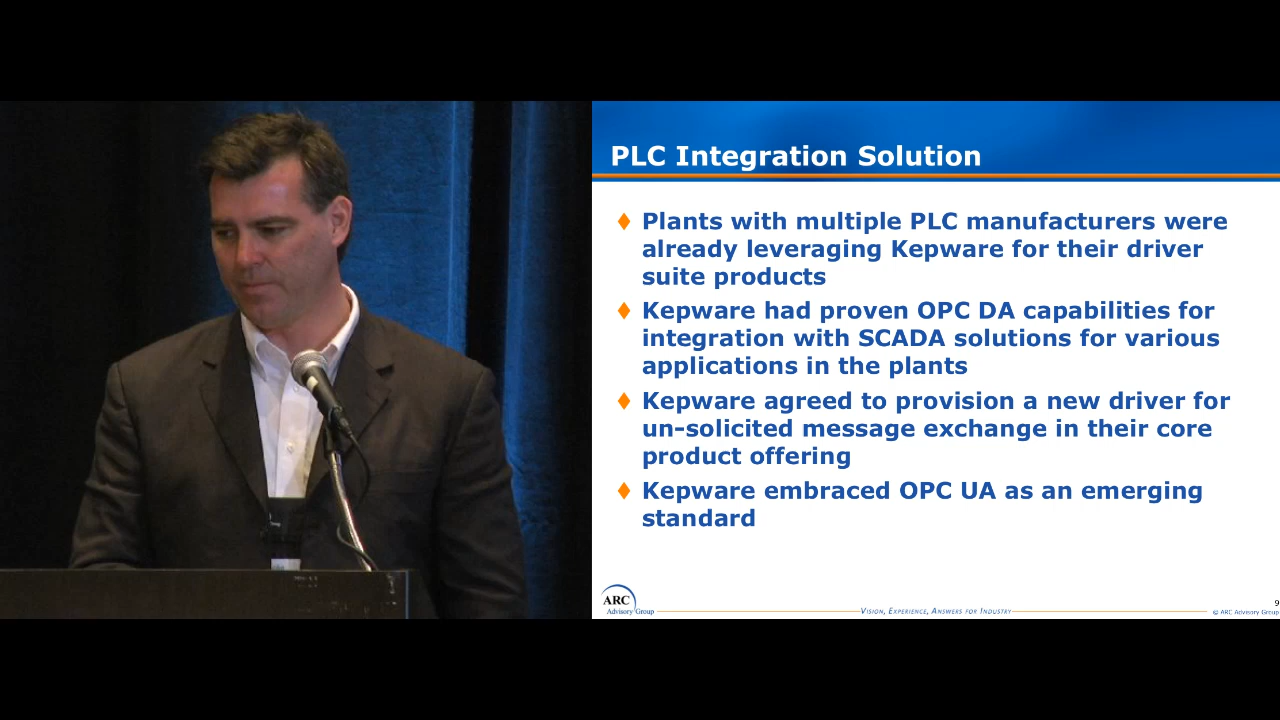 PLC Integration Solution
Plants with multiple PLC manufacturers were
already leveraging Kepware for their driver
suite products
Kepware had proven OPC DA capabilities for
integration with SCADA solutions for various
applications in the plants
Kepware agreed to provision a new driver for
un-solicited message exchange in their core
product offering
Kepware embraced OPC UA as an emerging
standard
ARC
Advisory Group
Vision, Experience, Answers for Industry
9
© ARC Advisory Group